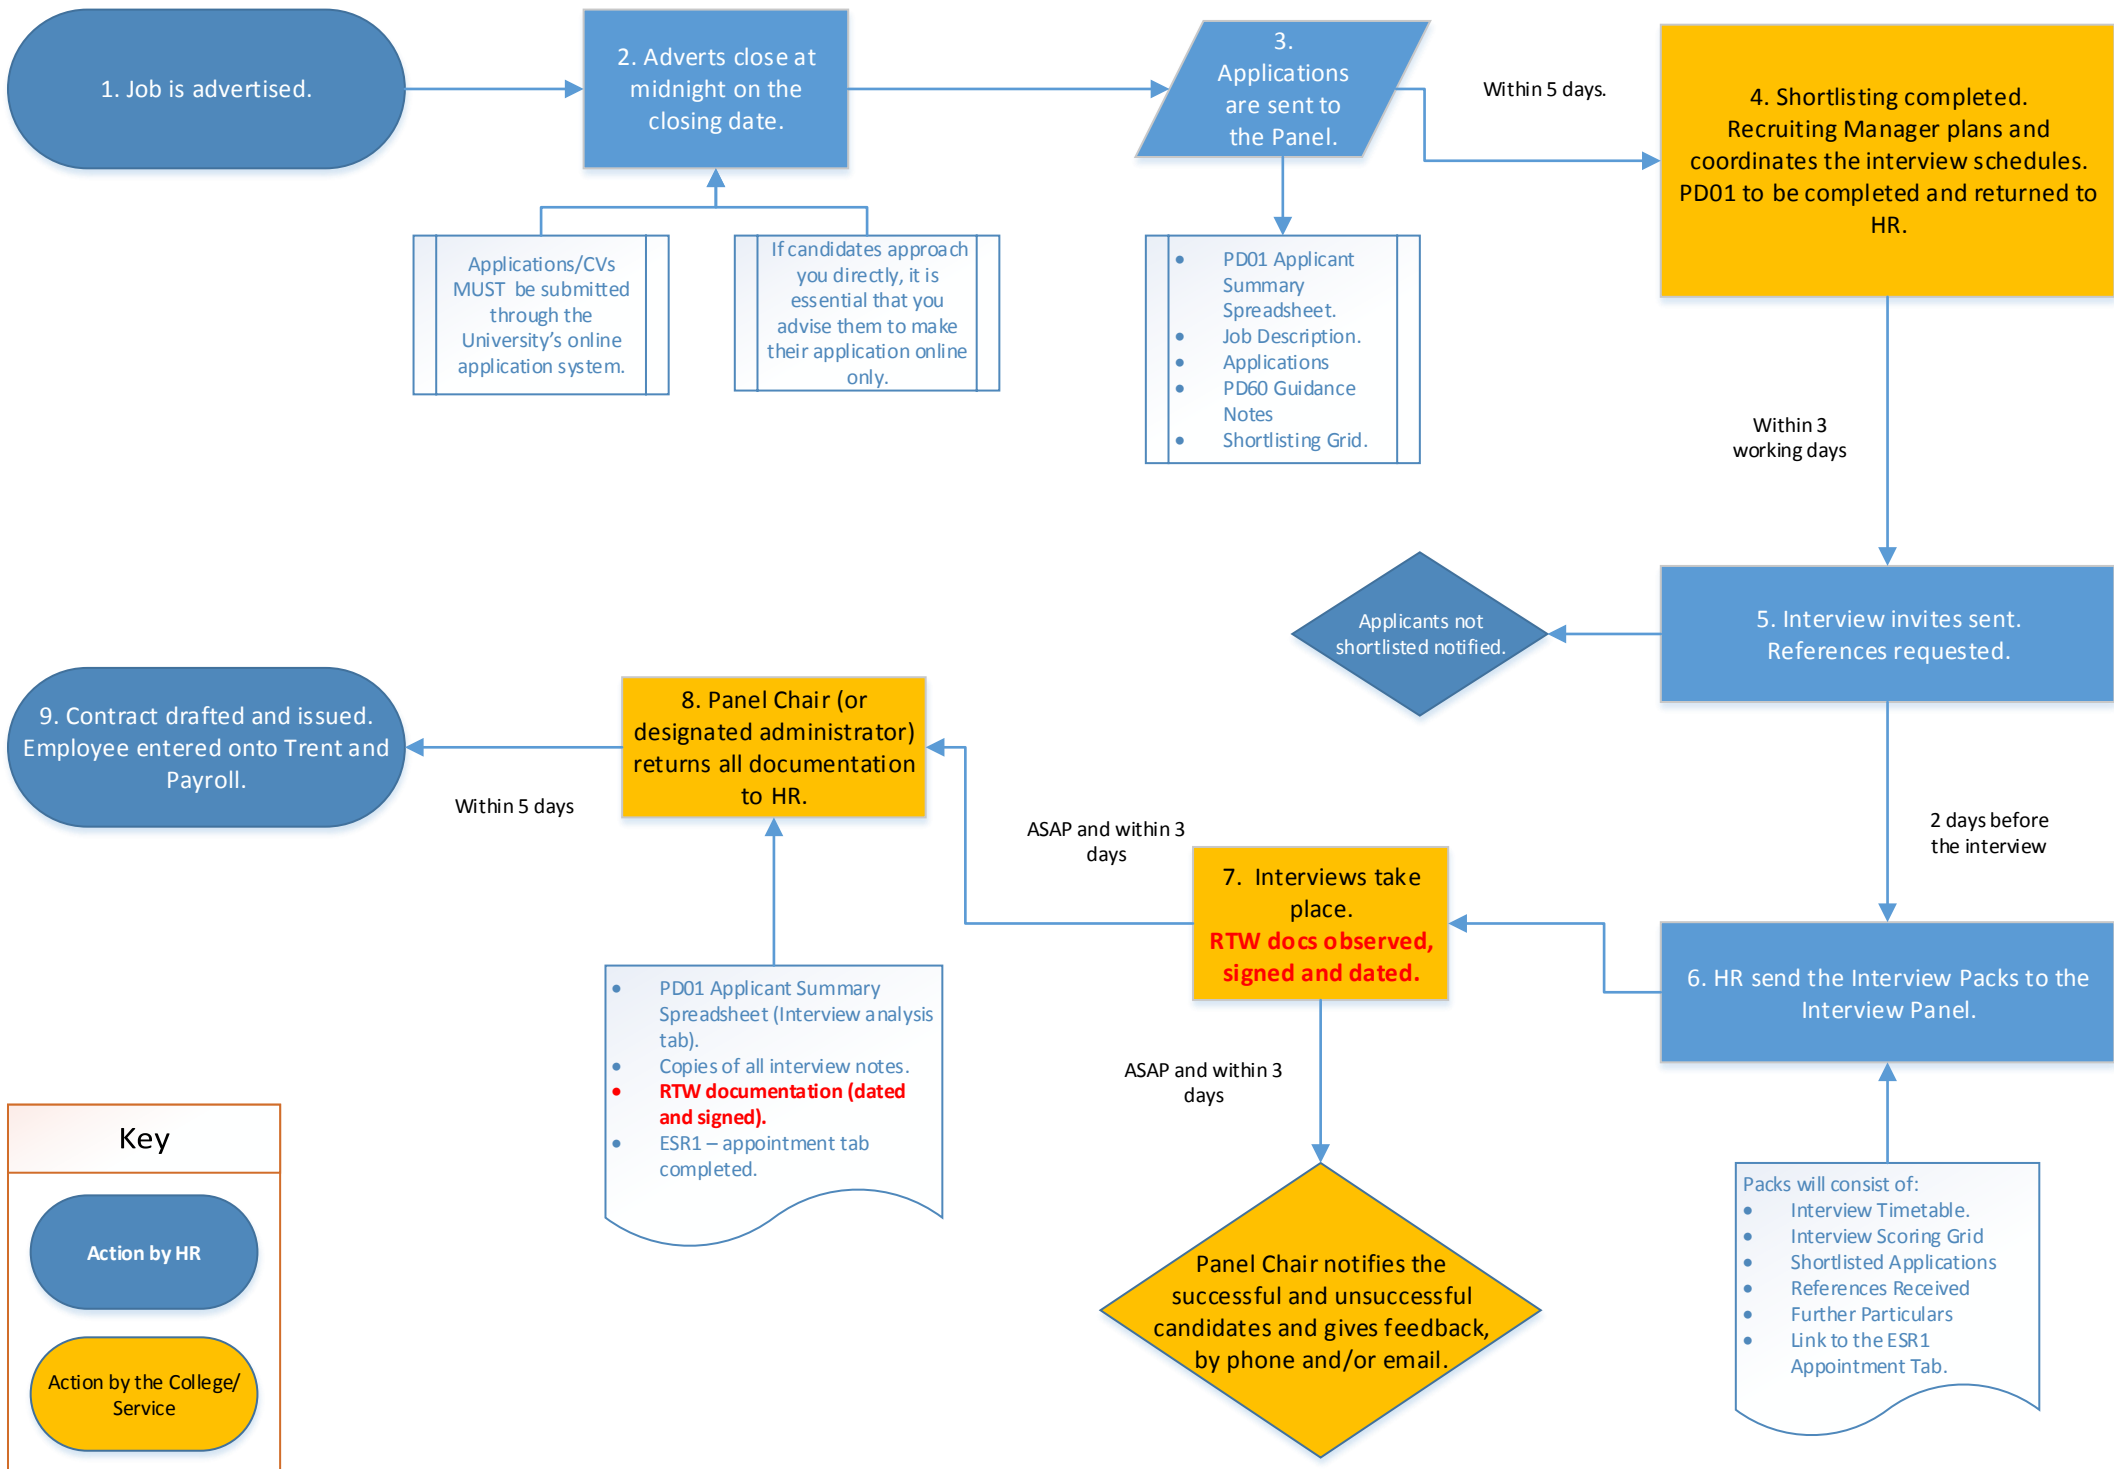 1. Job is advertised.
2. Adverts close at
midnight on the
closing date.
3.
Applications
are sent to
the Panel.
Within 5 days.
4. Shortlisting completed.
Recruiting Manager plans and
coordinates the interview schedules.
PD01 to be completed and returned to
HR.
Applications/CVs
MUST be submitted
through the
University's online
application system.
If candidates approach
you directly, it is
essential that you
advise them to make
their application online
only.
• PD01 Applicant
Summary
Spreadsheet.
• Job Description.
• Applications
• PD60 Guidance
Notes
• Shortlisting Grid.
Within 3
working days
Applicants not
shortlisted notified.
5. Interview invites sent.
References requested.
9. Contract drafted and issued.
Employee entered onto Trent and
Payroll.
Within 5 days
8. Panel Chair (or
designated administrator)
returns all documentation
to HR.
ASAP and within 3
days
7. Interviews take
place.
RTW docs observed,
signed and dated.
2 days before
the interview
6. HR send the Interview Packs to the
Interview Panel.
• PD01 Applicant Summary
Spreadsheet (Interview analysis
tab).
• Copies of all interview notes.
• RTW documentation (dated
and signed).
• ESR1 – appointment tab
completed.
ASAP and within 3
days
Panel Chair notifies the
successful and unsuccessful
candidates and gives feedback,
by phone and/or email.
Packs will consist of:
• Interview Timetable.
• Interview Scoring Grid
• Shortlisted Applications
• References Received
• Further Particulars
• Link to the ESR1
Appointment Tab.
Key
Action by HR
Action by the College/
Service